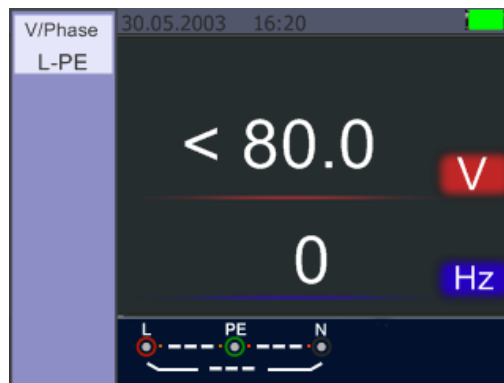 V/Phase
L-PE
30.05.2003 16:20
< 80.0
V
0
Hz
L PE N
--- ---
---